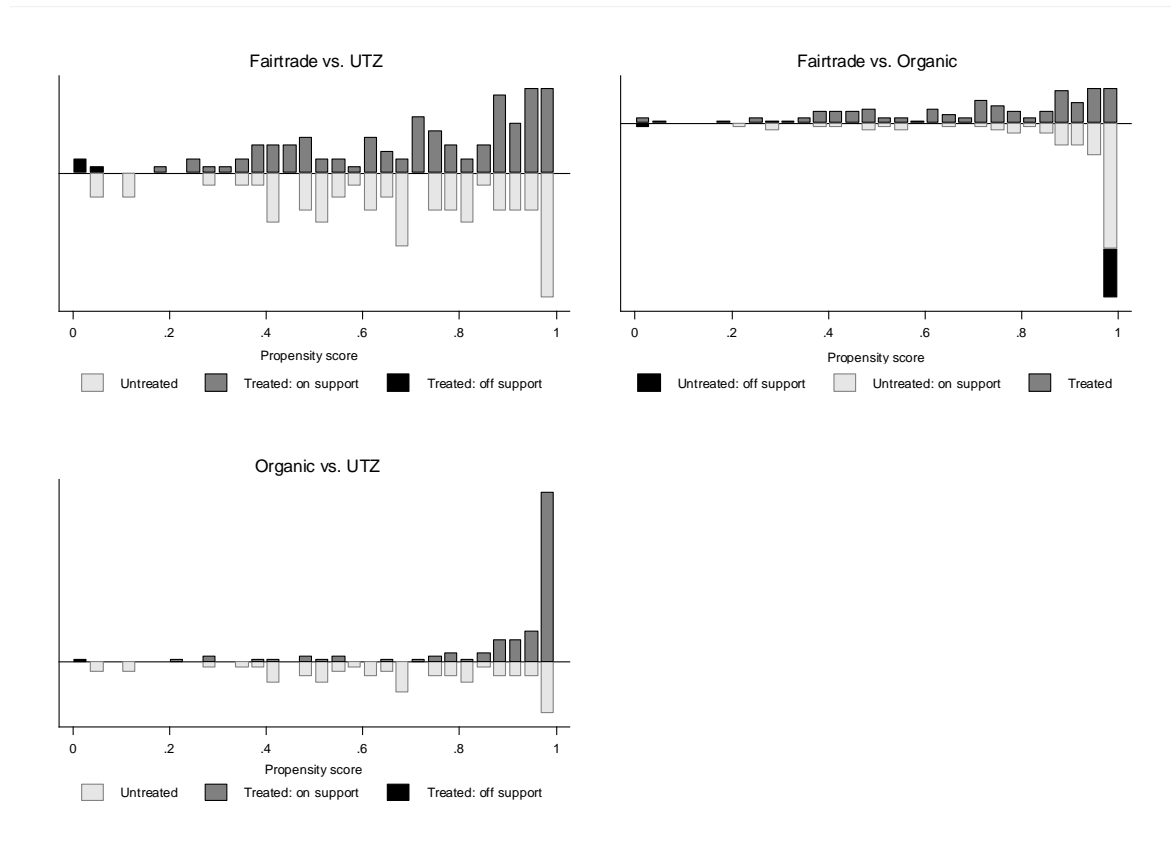 Fairtrade vs. UTZ
0 .2 .4 .6 .8 1
Propensity score
Untreated Treated: on support Treated: off support
Fairtrade vs. Organic
0 .2 .4 .6 .8 1
Propensity score
Untreated: off support Untreated: on support Treated
Organic vs. UTZ
0 .2 .4 .6 .8 1
Propensity score
Untreated Treated: on support Treated: off support